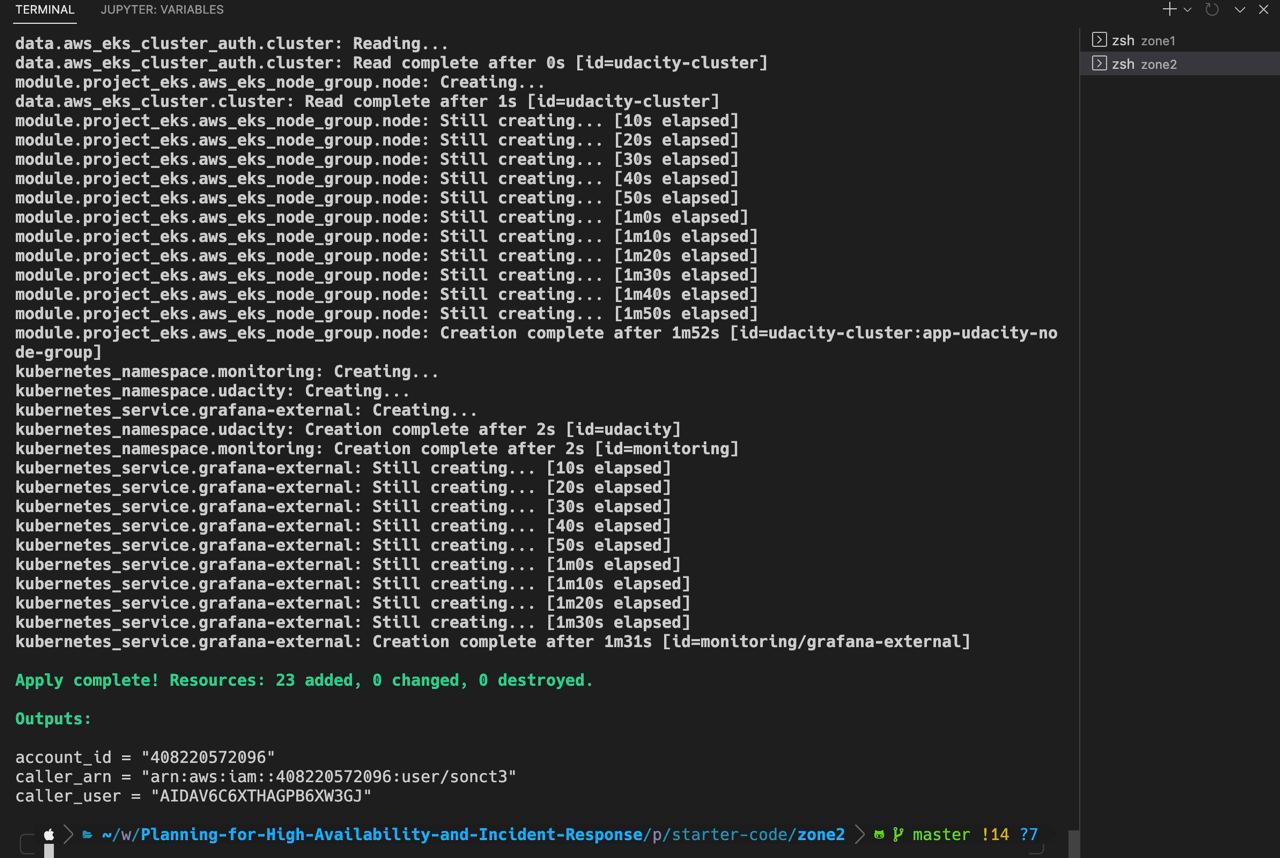 TERMINAL JUPYTER: VARIABLES
data.aws_eks_cluster_auth.cluster: Reading...
data.aws_eks_cluster_auth.cluster: Read complete after 0s [id=udacity-cluster]
module.project_eks.aws_eks_node_group.node: Creating...
data.aws_eks_cluster.cluster: Read complete after 1s [id=udacity-cluster]
module.project_eks.aws_eks_node_group.node: Still creating... [10s elapsed]
module.project_eks.aws_eks_node_group.node: Still creating... [20s elapsed]
module.project_eks.aws_eks_node_group.node: Still creating... [30s elapsed]
module.project_eks.aws_eks_node_group.node: Still creating... [40s elapsed]
module.project_eks.aws_eks_node_group.node: Still creating... [50s elapsed]
module.project_eks.aws_eks_node_group.node: Still creating... [1m0s elapsed]
module.project_eks.aws_eks_node_group.node: Still creating... [1m10s elapsed]
module.project_eks.aws_eks_node_group.node: Still creating... [1m20s elapsed]
module.project_eks.aws_eks_node_group.node: Still creating... [1m30s elapsed]
module.project_eks.aws_eks_node_group.node: Still creating... [1m40s elapsed]
module.project_eks.aws_eks_node_group.node: Still creating... [1m50s elapsed]
module.project_eks.aws_eks_node_group.node: Creation complete after 1m52s [id=udacity-cluster:app-udacity-no
de-group]
kubernetes_namespace.monitoring: Creating...
kubernetes_namespace.udacity: Creating...
kubernetes_service.grafana-external: Creating...
kubernetes_namespace.udacity: Creation complete after 2s [id=udacity]
kubernetes_namespace.monitoring: Creation complete after 2s [id=monitoring]
kubernetes_service.grafana-external: Still creating... [10s elapsed]
kubernetes_service.grafana-external: Still creating... [20s elapsed]
kubernetes_service.grafana-external: Still creating... [30s elapsed]
kubernetes_service.grafana-external: Still creating... [40s elapsed]
kubernetes_service.grafana-external: Still creating... [50s elapsed]
kubernetes_service.grafana-external: Still creating... [1m0s elapsed]
kubernetes_service.grafana-external: Still creating... [1m10s elapsed]
kubernetes_service.grafana-external: Still creating... [1m20s elapsed]
kubernetes_service.grafana-external: Still creating... [1m30s elapsed]
kubernetes_service.grafana-external: Creation complete after 1m31s [id=monitoring/grafana-external]
Apply complete! Resources: 23 added, 0 changed, 0 destroyed.
Outputs:
account_id = "408220572096"
caller_arn = "arn:aws:iam::408220572096:user/sonct3"
caller_user = "AIDAV6C6XTHAGPB6XW3GJ"
~/w/Planning-for-High-Availability-and-Incident-Response/p/starter-code/zone2 master !14 ?7
zsh zone1
zsh zone2